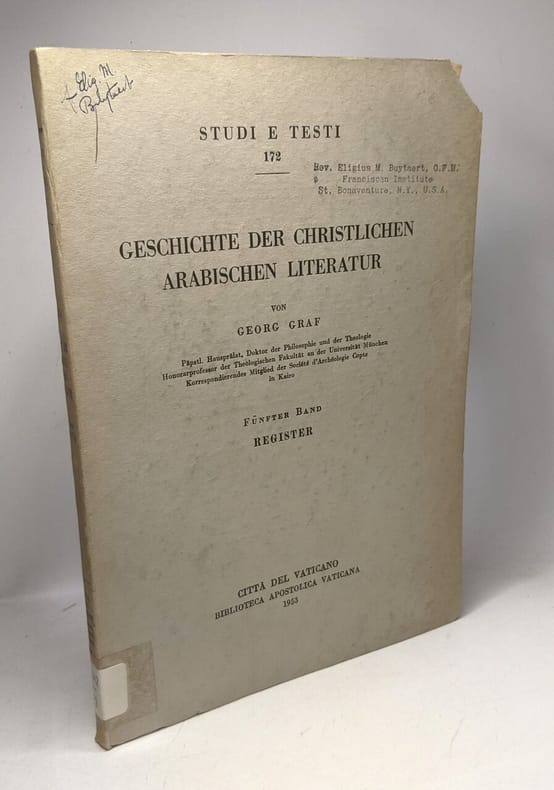 Elig. M.
Buytaert
STUDI E TESTI
172
Rev. Eligius M. Buytaert, O.F.M.
Franciscan Institute
St. Bonaventure, N.Y., U.S.A.
GESCHICHTE DER CHRISTLICHEN
ARABISCHEN LITERATUR
VON
GEORG GRAF
Päpstl. Hausprälat, Doktor der Philosophie und der Theologie
Honorarprofessor der Theologischen Fakultät an der Universität München
Korrespondierendes Mitglied der Société d'Archéologie Copte
in Kairo
FÜNFTER BAND
REGISTER
CITTÀ DEL VATICANO
BIBLIOTECA APOSTOLICA VATICANA
1953